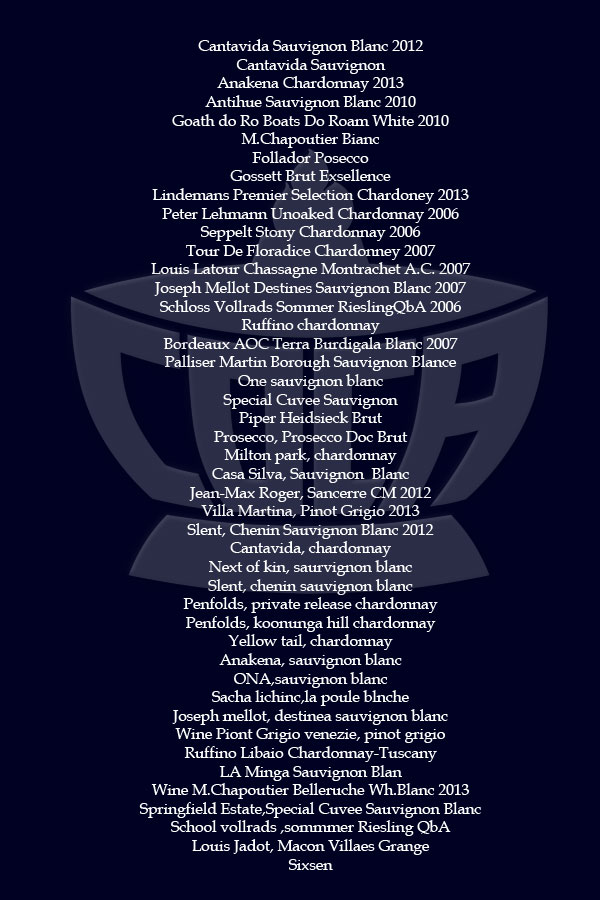 Cantavida Sauvignon Blanc 2012
Cantavida Sauvignon
Anakena Chardonnay 2013
Antihue Sauvignon Blanc 2010
Goath do Ro Boats Do Roam White 2010
M.Chapoutier Bianc
Follador Posecco
Gossett Brut Exsellence
Lindemans Premier Selection Chardoney 2013
Peter Lehmann Unoaked Chardonnay 2006
Seppelt Stony Chardonnay 2006
Tour De Floradice Chardonney 2007
Louis Latour Chassagne Montrachet A.C. 2007
Joseph Mellot Destines Sauvignon Blanc 2007
Schloss Vollrads Sommer RieslingQbA 2006
Ruffino chardonnay
Bordeaux AOC Terra Burdigala Blanc 2007
Palliser Martin Borough Sauvignon Blance
One sauvignon blanc
Special Cuvee Sauvignon
Piper Heidsieck Brut
Prosecco, Prosecco Doc Brut
Milton park, chardonnay
Casa Silva, Sauvignon  Blanc
Jean-Max Roger, Sancerre CM 2012
Villa Martina, Pinot Grigio 2013
Slent, Chenin Sauvignon Blanc 2012
Cantavida, chardonnay
Next of kin, saurvignon blanc
Slent, chenin sauvignon blanc
Penfolds, private release chardonnay
Penfolds, koonunga hill chardonnay
Yellow tail, chardonnay
Anakena, sauvignon blanc
ONA,sauvignon blanc
Sacha lichinc,la poule blnche
Joseph mellot, destinea sauvignon blanc
Wine Piont Grigio venezie, pinot grigio
Ruffino Libaio Chardonnay-Tuscany
LA Minga Sauvignon Blan
Wine M.Chapoutier Belleruche Wh.Blanc 2013
Springfield Estate,Special Cuvee Sauvignon Blanc
School vollrads ,sommmer Riesling QbA
Louis Jadot, Macon Villaes Grange
Sixsen